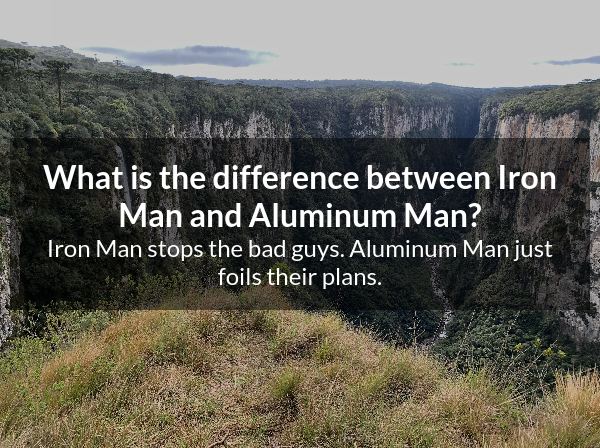 What is the difference between Iron
Man and Aluminum Man?
Iron Man stops the bad guys. Aluminum Man just
foils their plans.